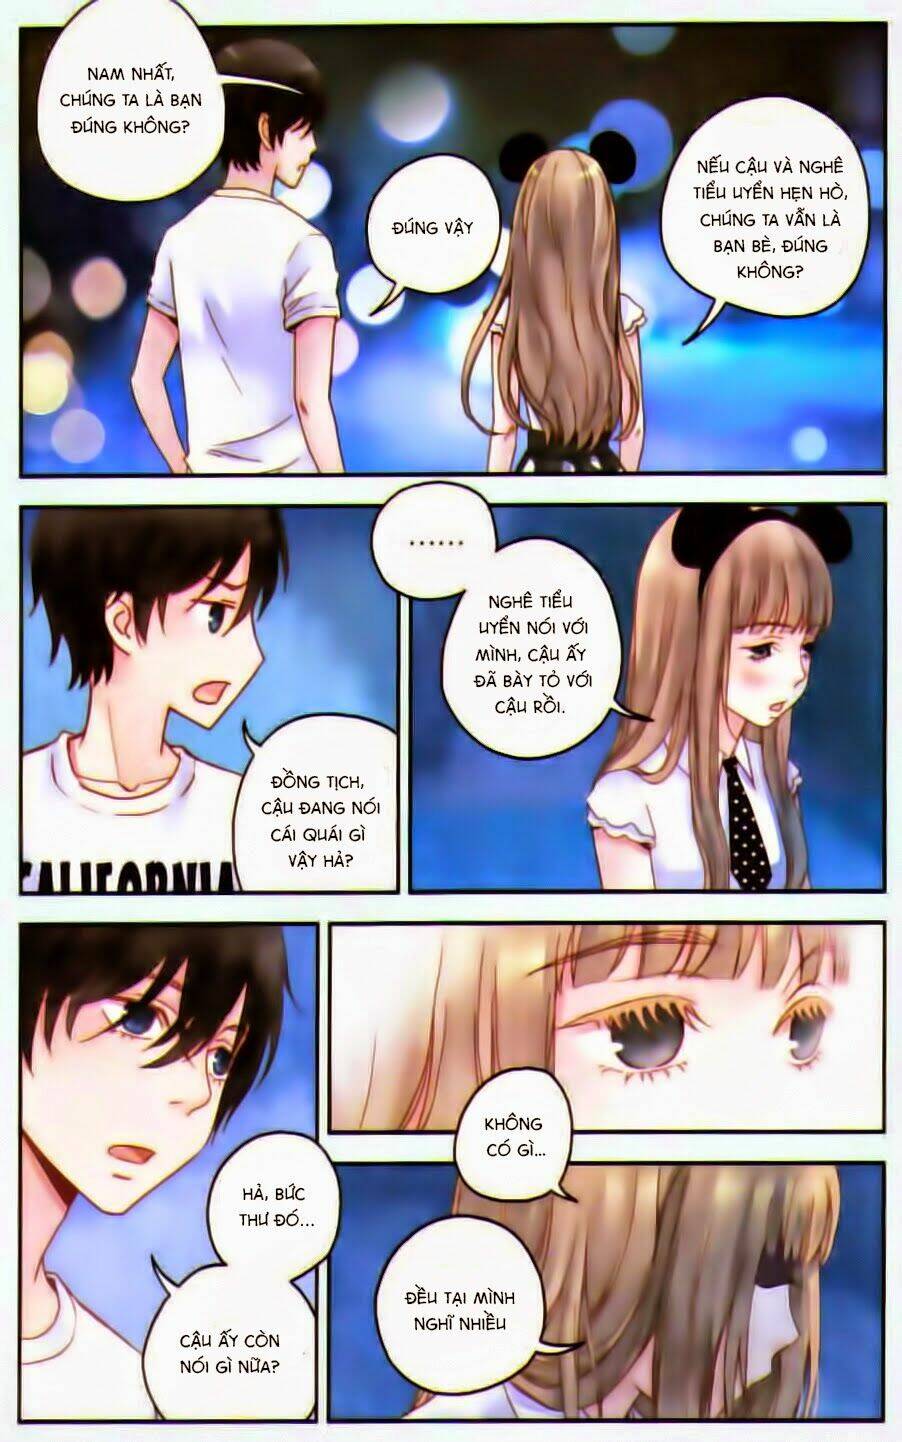 NAM NHẤT,
CHÚNG TA LÀ BẠN
ĐÚNG KHÔNG?
ĐÚNG VẬY
NẾU CẬU VÀ NGHÊ
TIỂU UYỂN HẸN HÒ,
CHÚNG TA VẪN LÀ
BẠN BÈ, ĐÚNG
KHÔNG?
ĐỒNG TỊCH,
CẬU ĐANG NÓI
CÁI QUÁI GÌ
VẬY HẢ?
CALIFORNIA
......
NGHÊ TIỂU
UYỂN NÓI VỚI
MÌNH, CẬU ẤY
ĐÃ BÀY TỎ VỚI
CẬU RỒI.
HẢ, BỨC
THƯ ĐÓ...
CẬU ẤY CÒN
NÓI GÌ NỮA?
KHÔNG
CÓ GÌ...
ĐỀU TẠI MÌNH
NGHĨ NHIỀU